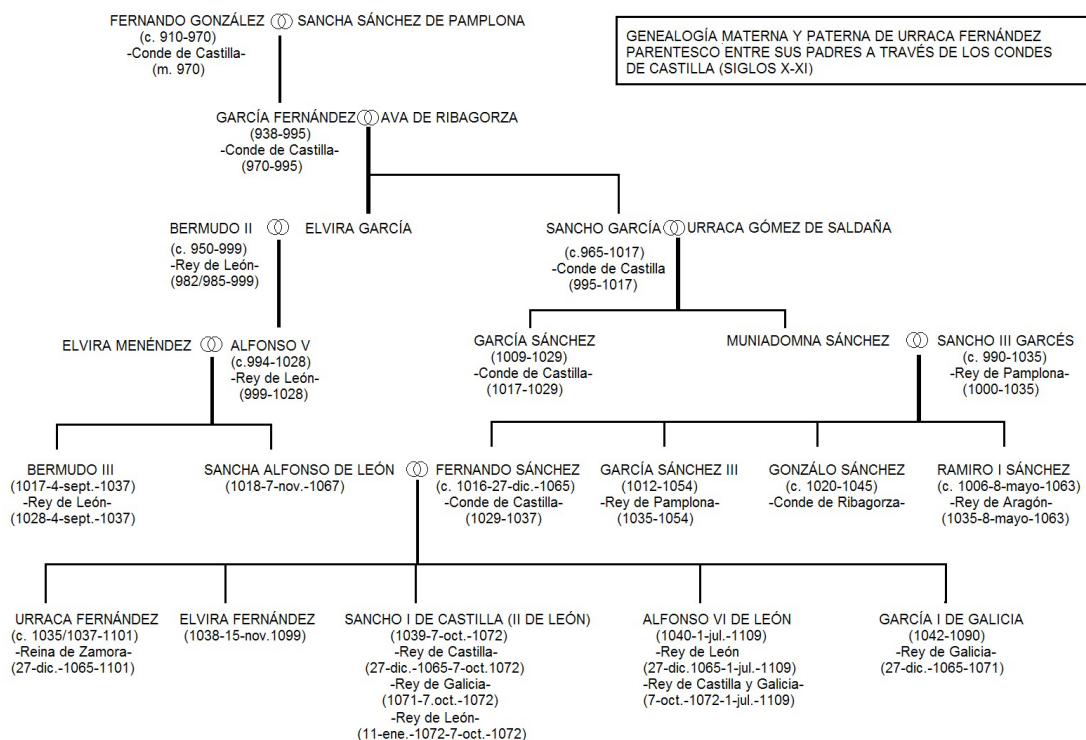 FERNANDO GONZÁLEZ SANCHA SÁNCHEZ DE PAMPLONA
(c. 910-970)
-Conde de Castilla-
(m. 970)
GENEALOGÍA MATERNA Y PATERNA DE URRACA FERNÁNDEZ
PARENTESCO ENTRE SUS PADRES A TRAVÉS DE LOS CONDES
DE CASTILLA (SIGLOS X-XI)
GARCÍA FERNÁNDEZ AVA DE RIBAGORZA
(938-995)
-Conde de Castilla-
(970-995)
BERMUDO II
(c. 950-999)
-Rey de León-
(982/985-999)
ELVIRA GARCÍA
SANCHO GARCÍA URRACA GÓMEZ DE SALDAÑA
(c.965-1017)
-Conde de Castilla
(995-1017)
ELVIRA MENÉNDEZ
ALFONSO V
(c.994-1028)
-Rey de León-
(999-1028)
GARCÍA SÁNCHEZ
(1009-1029)
-Conde de Castilla-
(1017-1029)
MUNIADOMNA SÁNCHEZ
SANCHO III GARCÉS
(c. 990-1035)
-Rey de Pamplona-
(1000-1035)
BERMUDO III
(1017-4-sept.-1037)
-Rey de León-
(1028-4-sept.-1037)
SANCHA ALFONSO DE LEÓN
(1018-7-nov.-1067)
FERNANDO SÁNCHEZ
(c. 1016-27-dic.-1065)
-Conde de Castilla-
(1029-1037)
GARCÍA SÁNCHEZ III
(1012-1054)
-Rey de Pamplona-
(1035-1054)
GONZÁLO SÁNCHEZ
(c. 1020-1045)
-Conde de Ribagorza-
RAMIRO I SÁNCHEZ
(c. 1006-8-mayo-1063)
-Rey de Aragón-
(1035-8-mayo-1063)
URRACA FERNÁNDEZ
(c. 1035/1037-1101)
-Reina de Zamora-
(27-dic.-1065-1101)
ELVIRA FERNÁNDEZ
(1038-15-nov.1099)
SANCHO I DE CASTILLA (II DE LEÓN)
(1039-7-oct.-1072)
-Rey de Castilla-
(27-dic.-1065-7-oct.1072)
-Rey de Galicia-
(1071-7.oct.-1072)
-Rey de León-
(11-ene.-1072-7-oct.-1072)
ALFONSO VI DE LEÓN
(1040-1-jul.-1109)
-Rey de León
(27-dic.1065-1-jul.-1109)
-Rey de Castilla y Galicia-
(7-oct.-1072-1-jul.-1109)
GARCÍA I DE GALICIA
(1042-1090)
-Rey de Galicia-
(27-dic.-1065-1071)